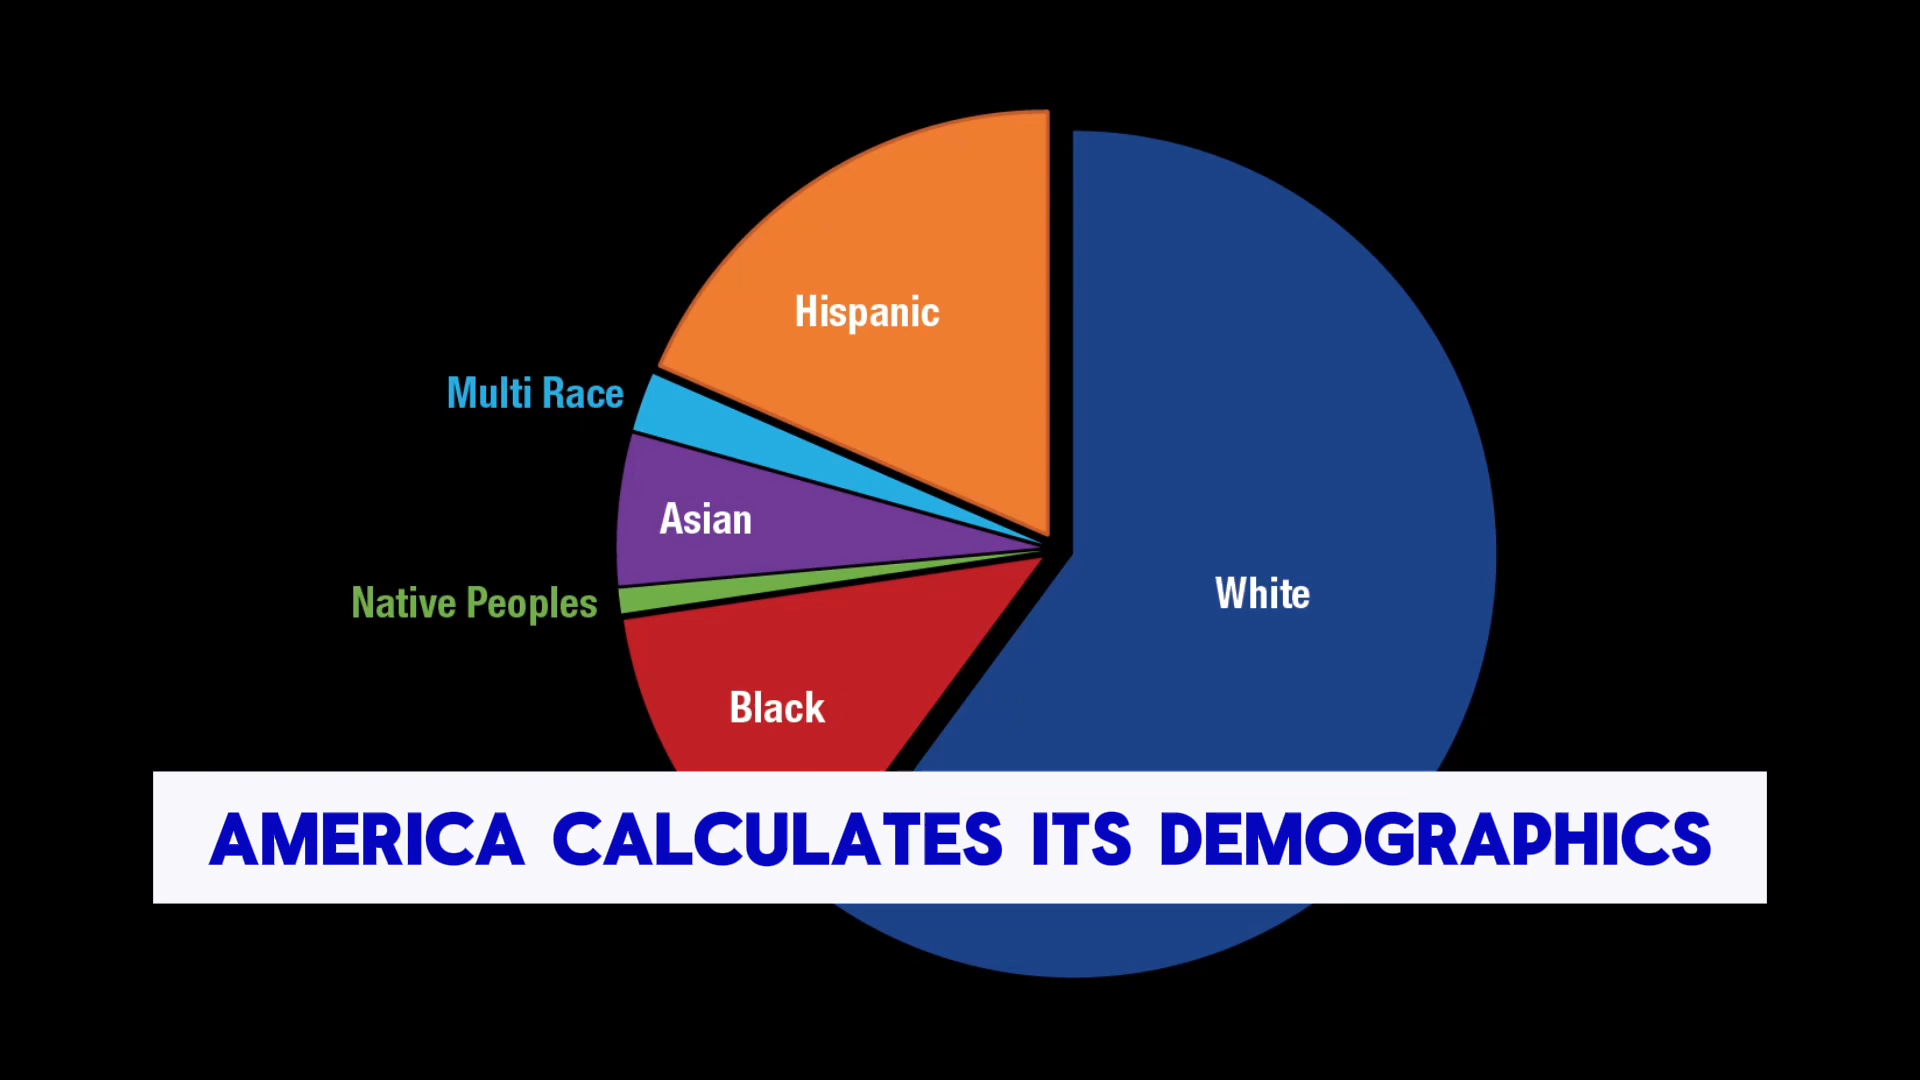 Hispanic
Multi Race
Asian
White
Native Peoples
Black
AMERICA CALCULATES ITS DEMOGRAPHICS